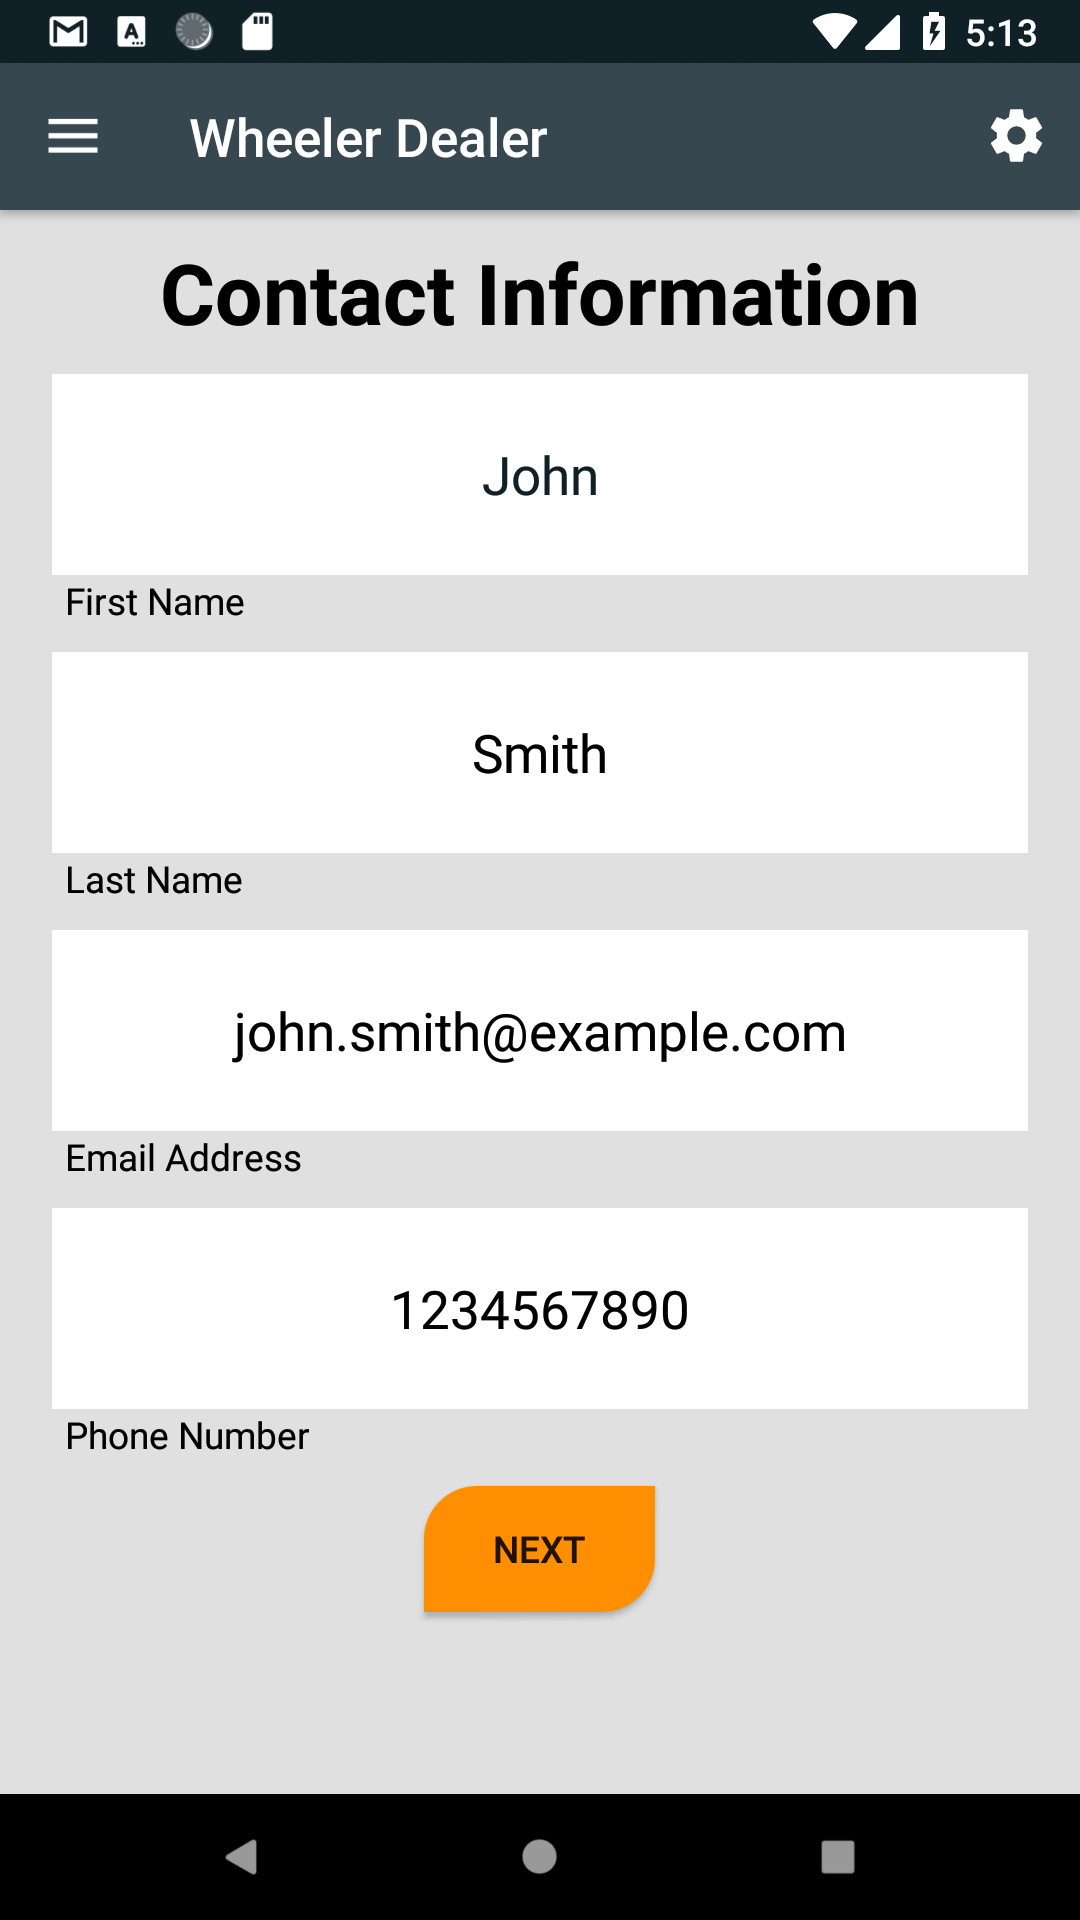 5:13
Wheeler Dealer
Contact Information
John
First Name
Smith
Last Name
john.smith@example.com
Email Address
1234567890
Phone Number
NEXT